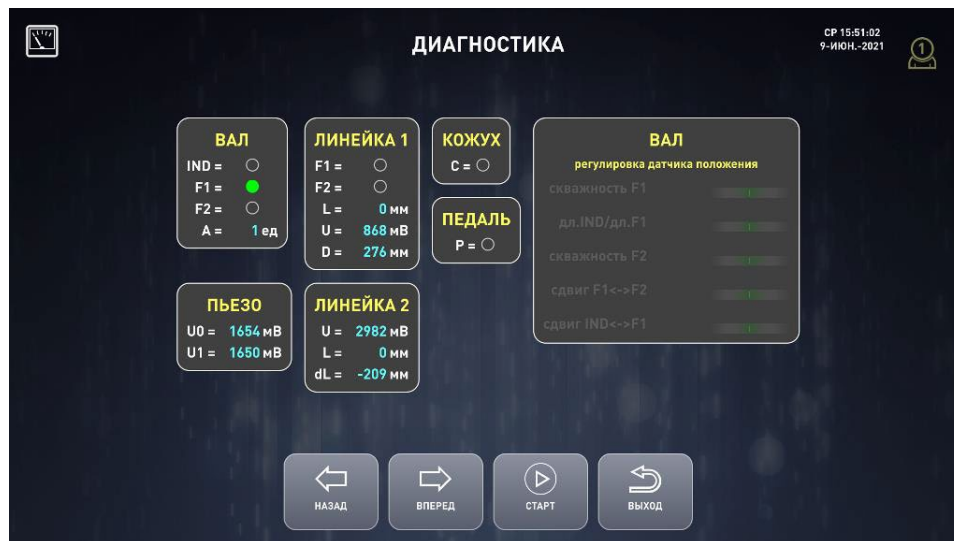 ДИАГНОСТИКА
СР 15:51:02
9-ИЮН.-2021
1
ВАЛ
IND =
F1 =
F2 =
A = 1 ед
ЛИНЕЙКА 1
F1 =
F2 =
L = 0 мм
U = 868 мВ
D = 276 мм
КОЖУХ
C =
ПЕДАЛЬ
P =
ВАЛ
регулировка датчика положения
скважность F1
дл.IND/дл.F1
скважность F2
сдвиг F1<->F2
сдвиг IND<->F1
ПЬЕЗО
U0 = 1654 мВ
U1 = 1650 мВ
ЛИНЕЙКА 2
U = 2982 мВ
L = 0 мм
dL = -209 мм
НАЗАД
ВПЕРЕД
СТАРТ
ВЫХОД